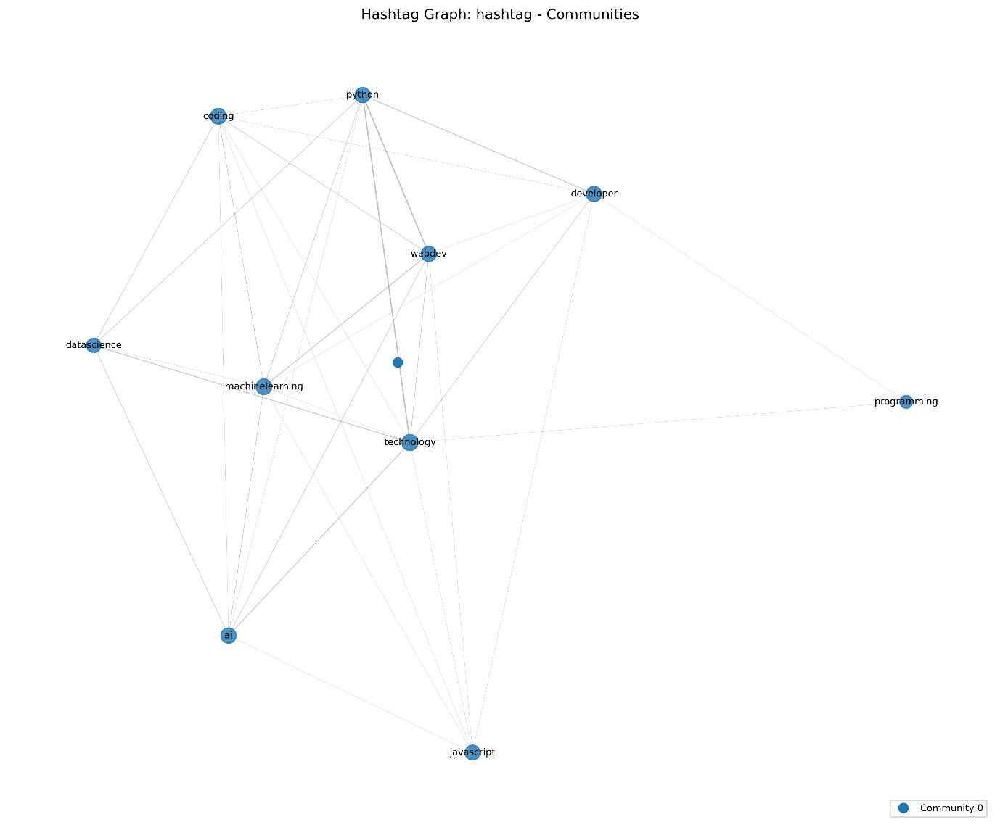 Hashtag Graph: hashtag - Communities
python
coding
developer
webdev
datascience
machinelearning
programming
technology
ai
javascript
Community 0